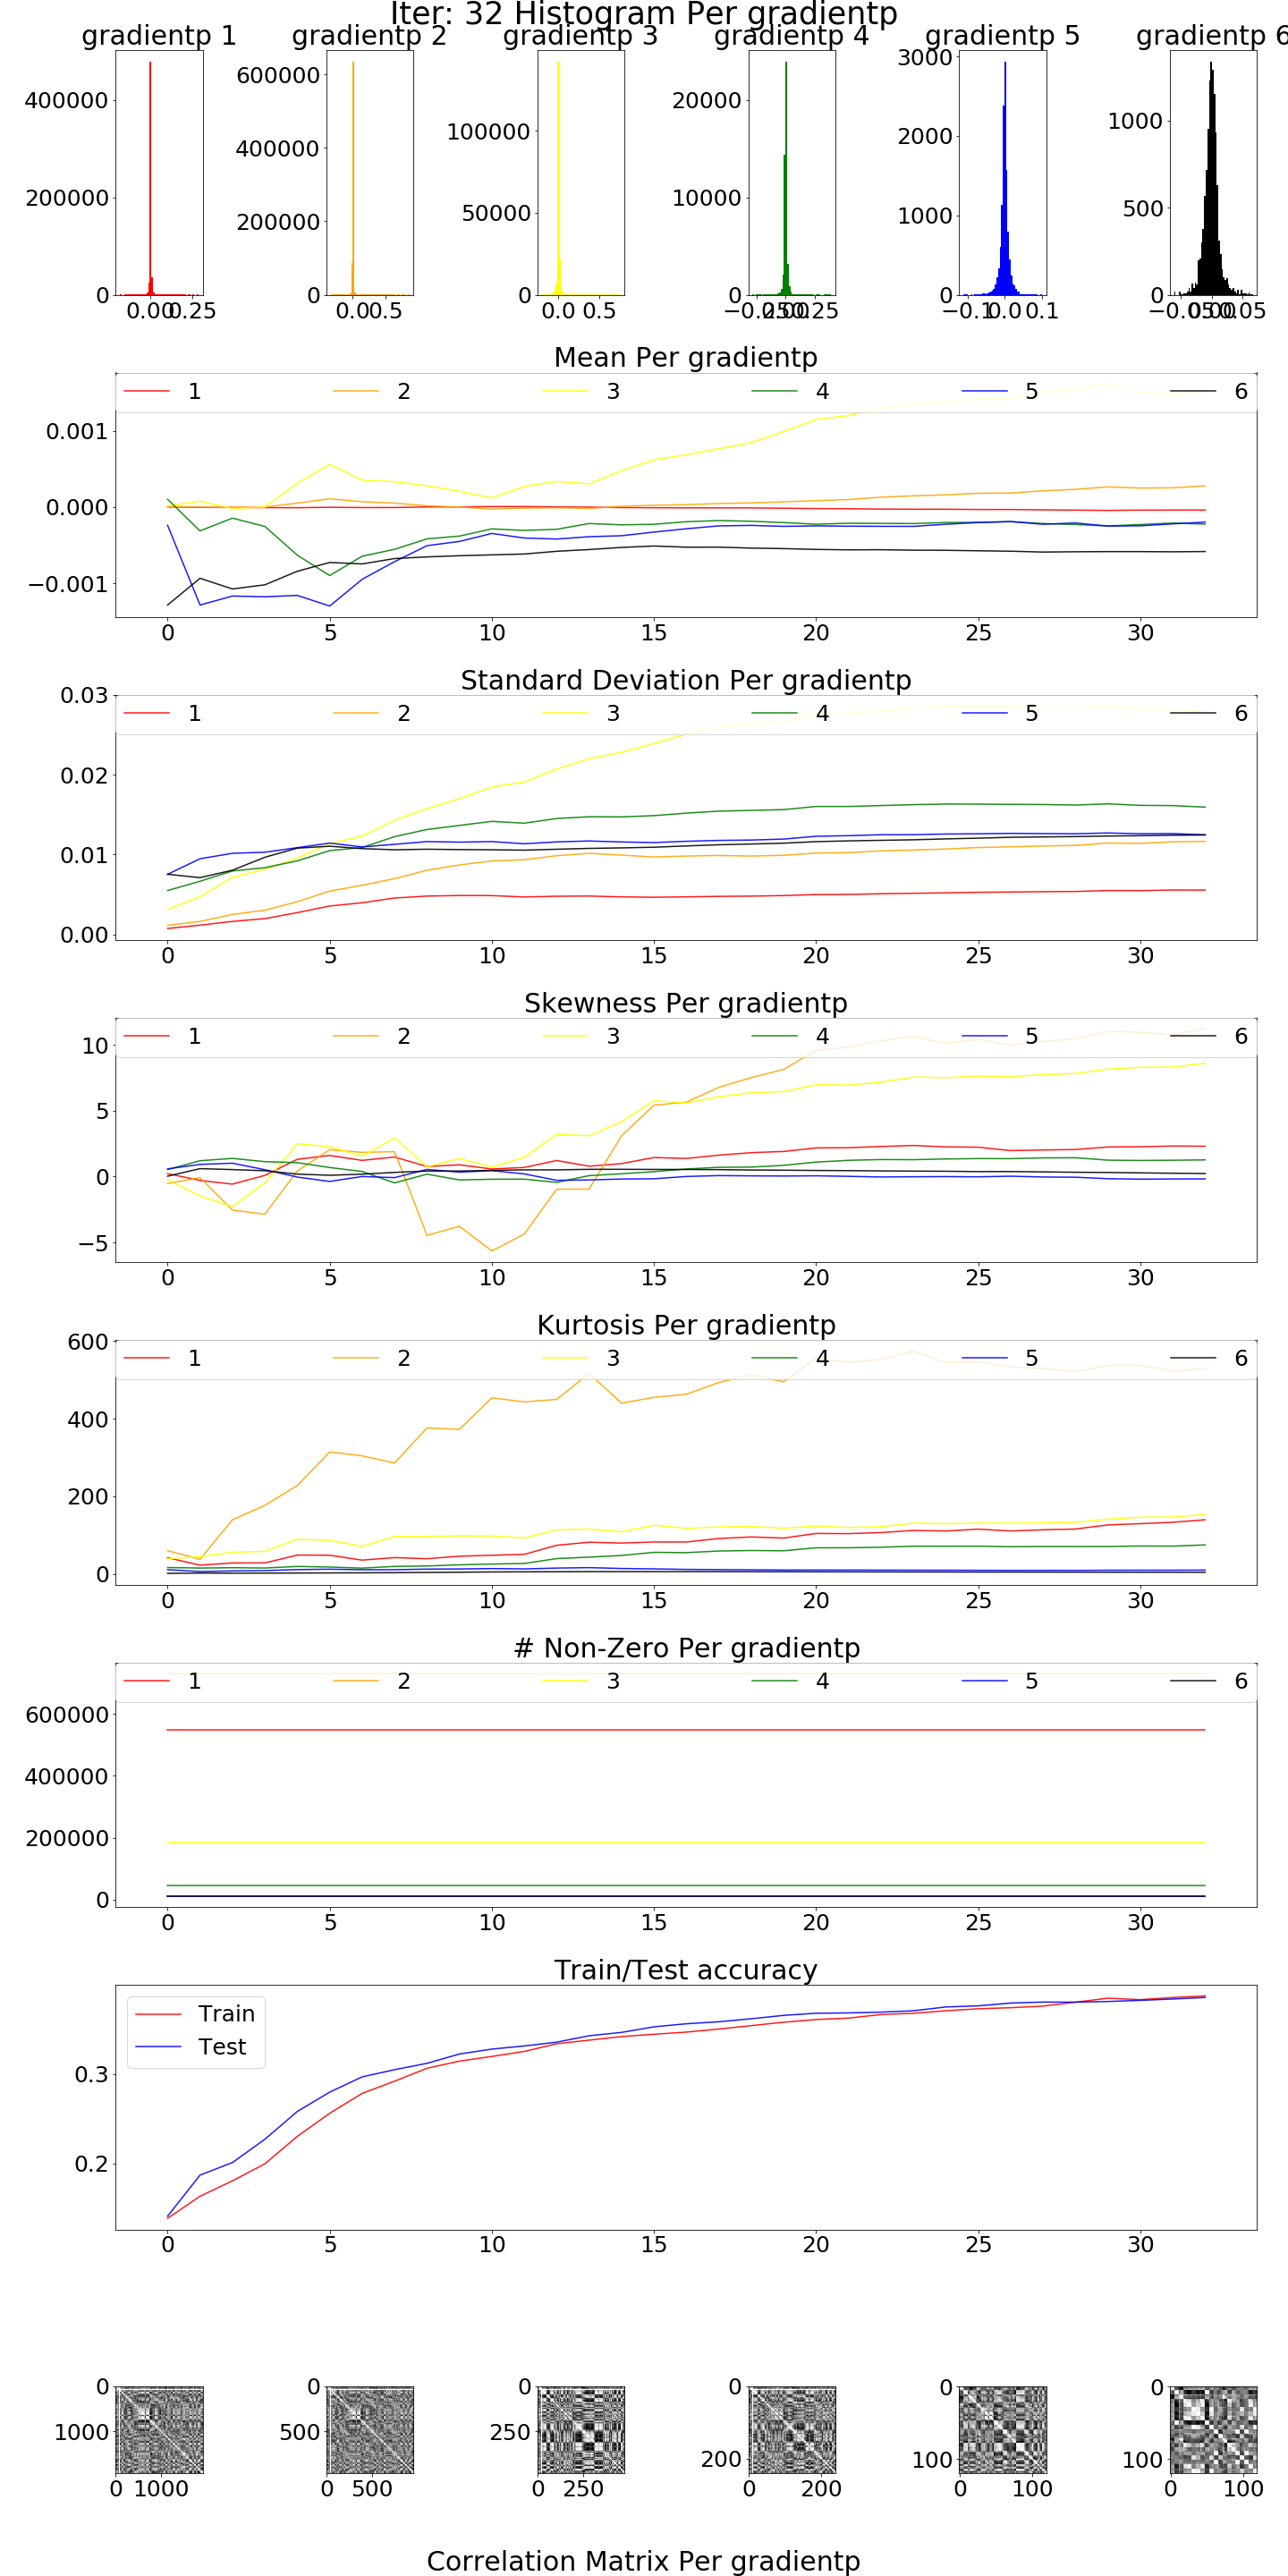 Iter: 32 Histogram Per gradientp
gradientp 1 gradientp 2 gradientp 3 gradientp 4 gradientp 5 gradientp 6
400000
200000
0
0.00 0.25
600000
400000
200000
0
0.0 0.5
100000
50000
0
0.0 0.5
20000
10000
0
−0.25 0.00 0.25
3000
2000
1000
0
−0.1 0.0 0.1
1000
500
0
−0.05 0.00 0.05
Mean Per gradientp
1 2 3 4 5 6
0.001
0.000
−0.001
0 5 10 15 20 25 30
Standard Deviation Per gradientp
1 2 3 4 5 6
0.03
0.02
0.01
0.00
0 5 10 15 20 25 30
Skewness Per gradientp
1 2 3 4 5 6
10
5
0
−5
0 5 10 15 20 25 30
Kurtosis Per gradientp
1 2 3 4 5 6
600
400
200
0
0 5 10 15 20 25 30
# Non-Zero Per gradientp
1 2 3 4 5 6
600000
400000
200000
0
0 5 10 15 20 25 30
Train/Test accuracy
Train
Test
0.3
0.2
0 5 10 15 20 25 30
0
1000
0 1000
0
500
0 500
0
250
0 250
0
200
0 200
0
100
0 100
0
100
0 100
Correlation Matrix Per gradientp